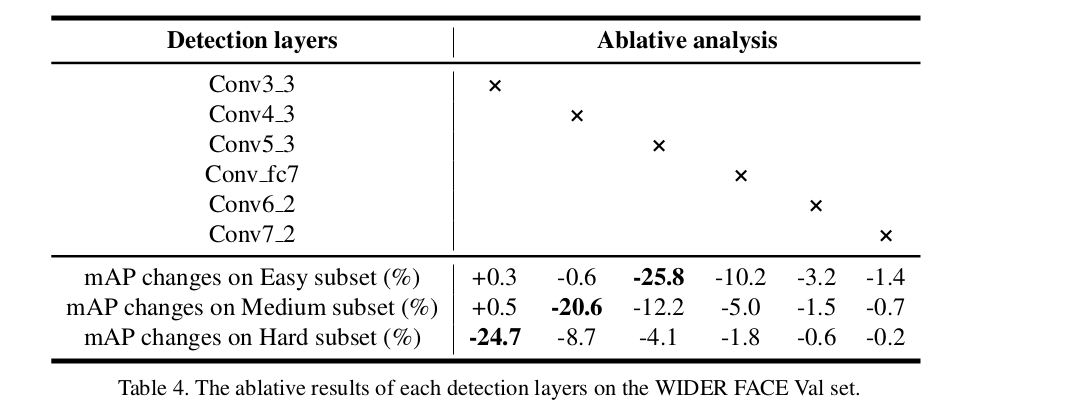 Detection layers Ablative analysis
Conv3_3 ×
Conv4_3 ×
Conv5_3 ×
Conv_fc7 ×
Conv6_2 ×
Conv7_2 ×
mAP changes on Easy subset (%) +0.3 -0.6 -25.8 -10.2 -3.2 -1.4
mAP changes on Medium subset (%) +0.5 -20.6 -12.2 -5.0 -1.5 -0.7
mAP changes on Hard subset (%) -24.7 -8.7 -4.1 -1.8 -0.6 -0.2
Table 4. The ablative results of each detection layers on the WIDER FACE Val set.